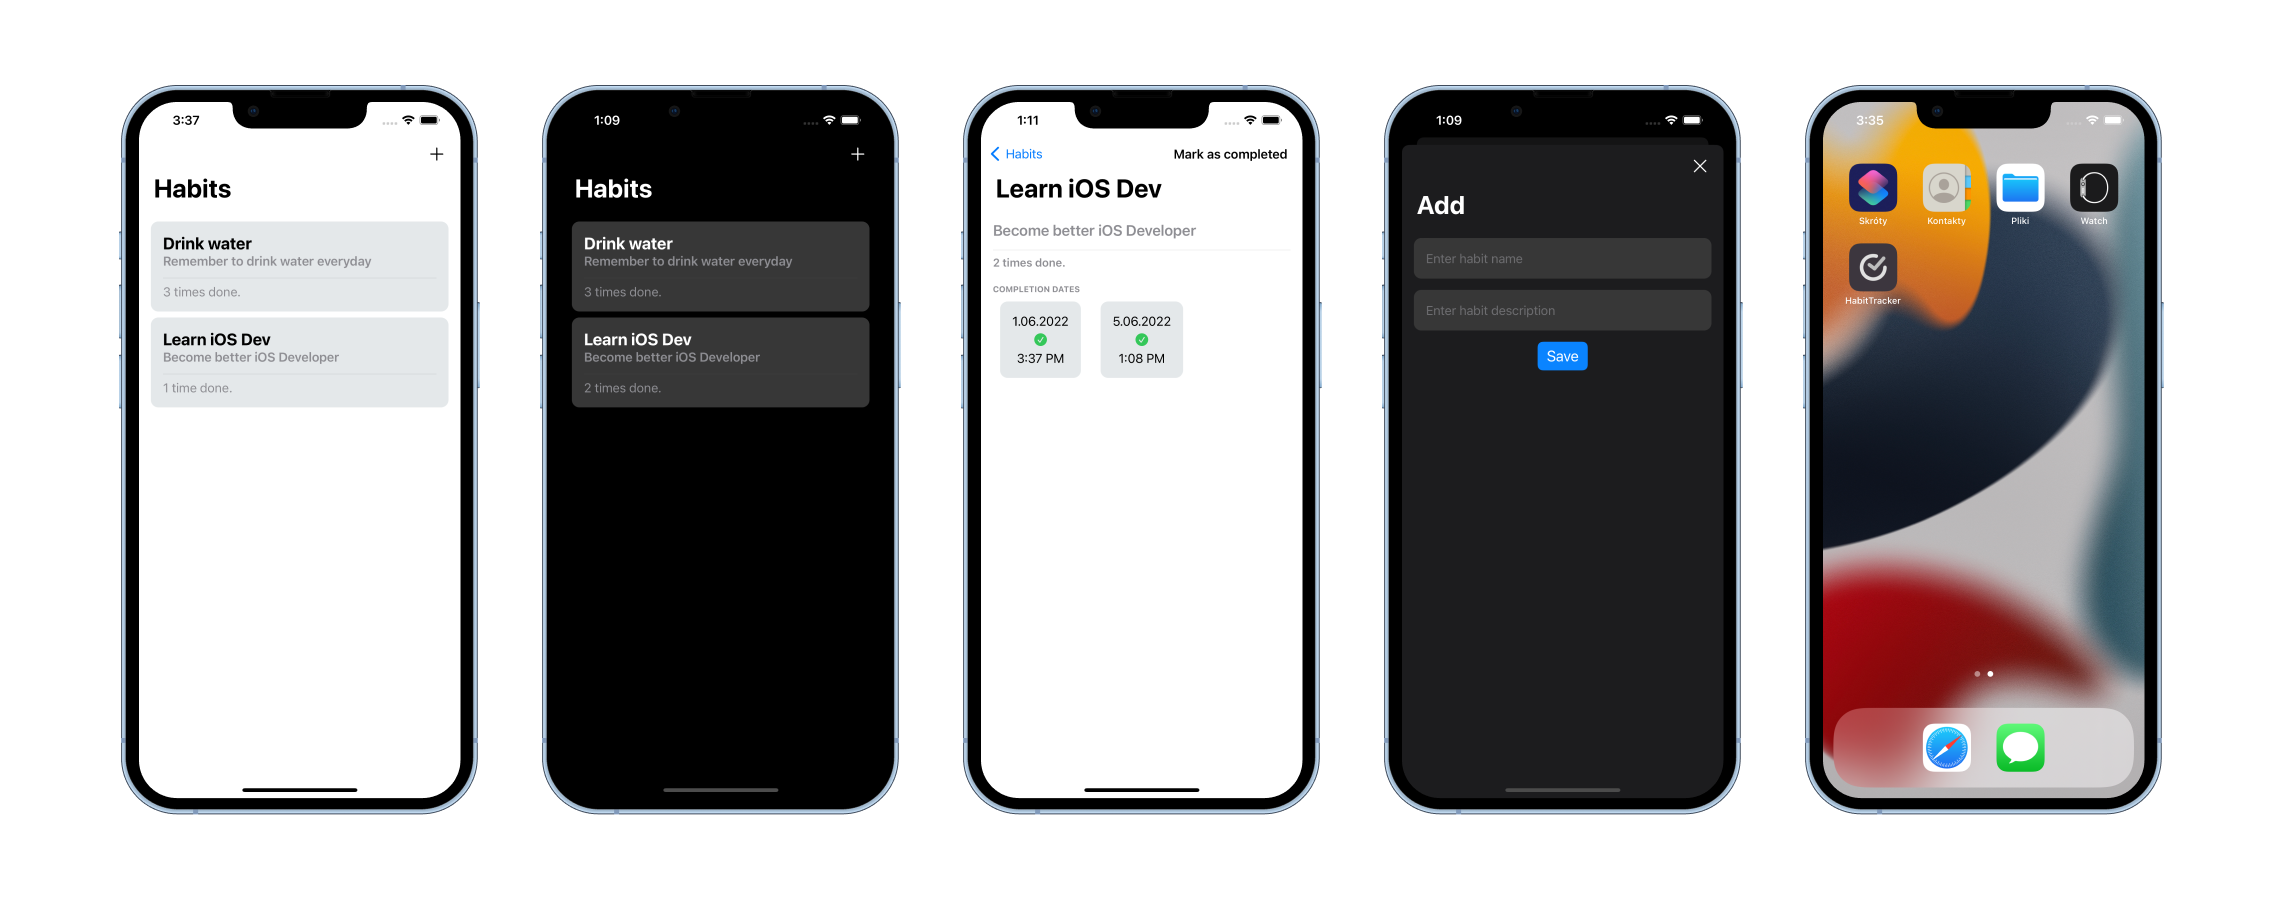 3:37
Habits
Drink water
Remember to drink water everyday
3 times done.
Learn iOS Dev
Become better iOS Developer
1 time done.
1:09
Habits
Drink water
Remember to drink water everyday
3 times done.
Learn iOS Dev
Become better iOS Developer
2 times done.
1:11
Habits
Mark as completed
Learn iOS Dev
Become better iOS Developer
2 times done.
COMPLETION DATES
1.06.2022
3:37 PM
5.06.2022
1:08 PM
1:09
Add
Enter habit name
Enter habit description
Save
3:35
Skróty
Kontakty
Pliki
Watch
HabitTracker